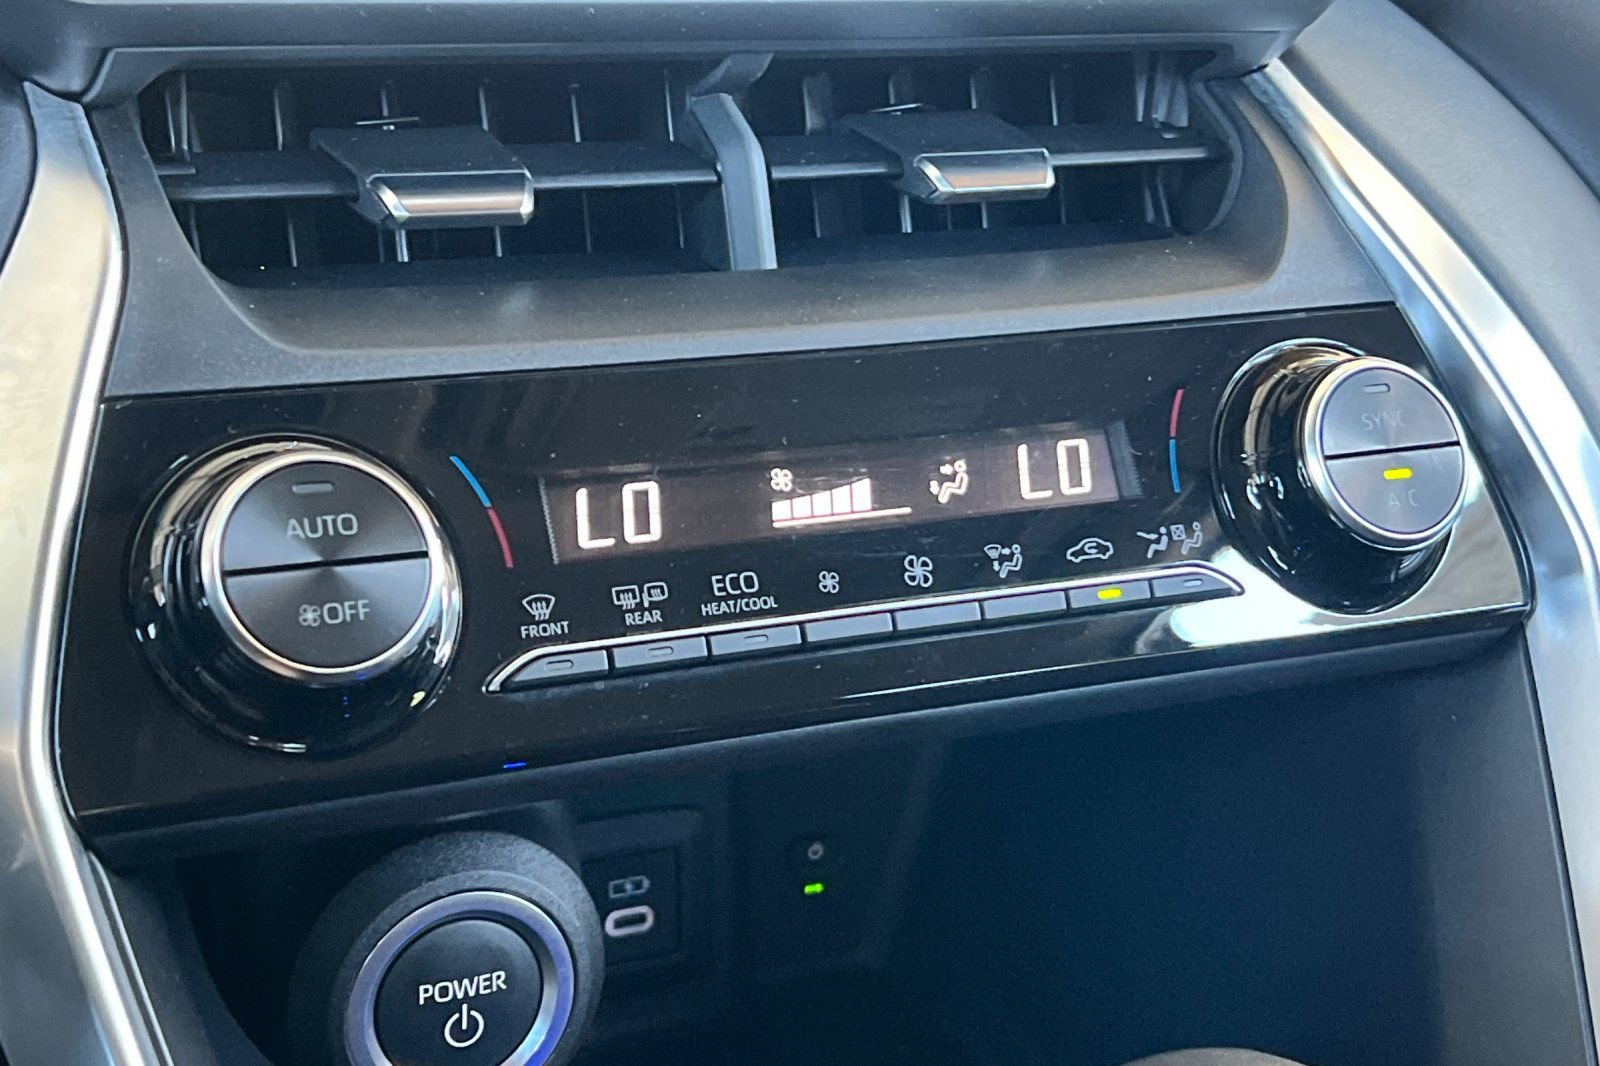 SYNC
A/C
LO
LO
AUTO
OFF
FRONT
REAR
ECO
HEAT/COOL
POWER